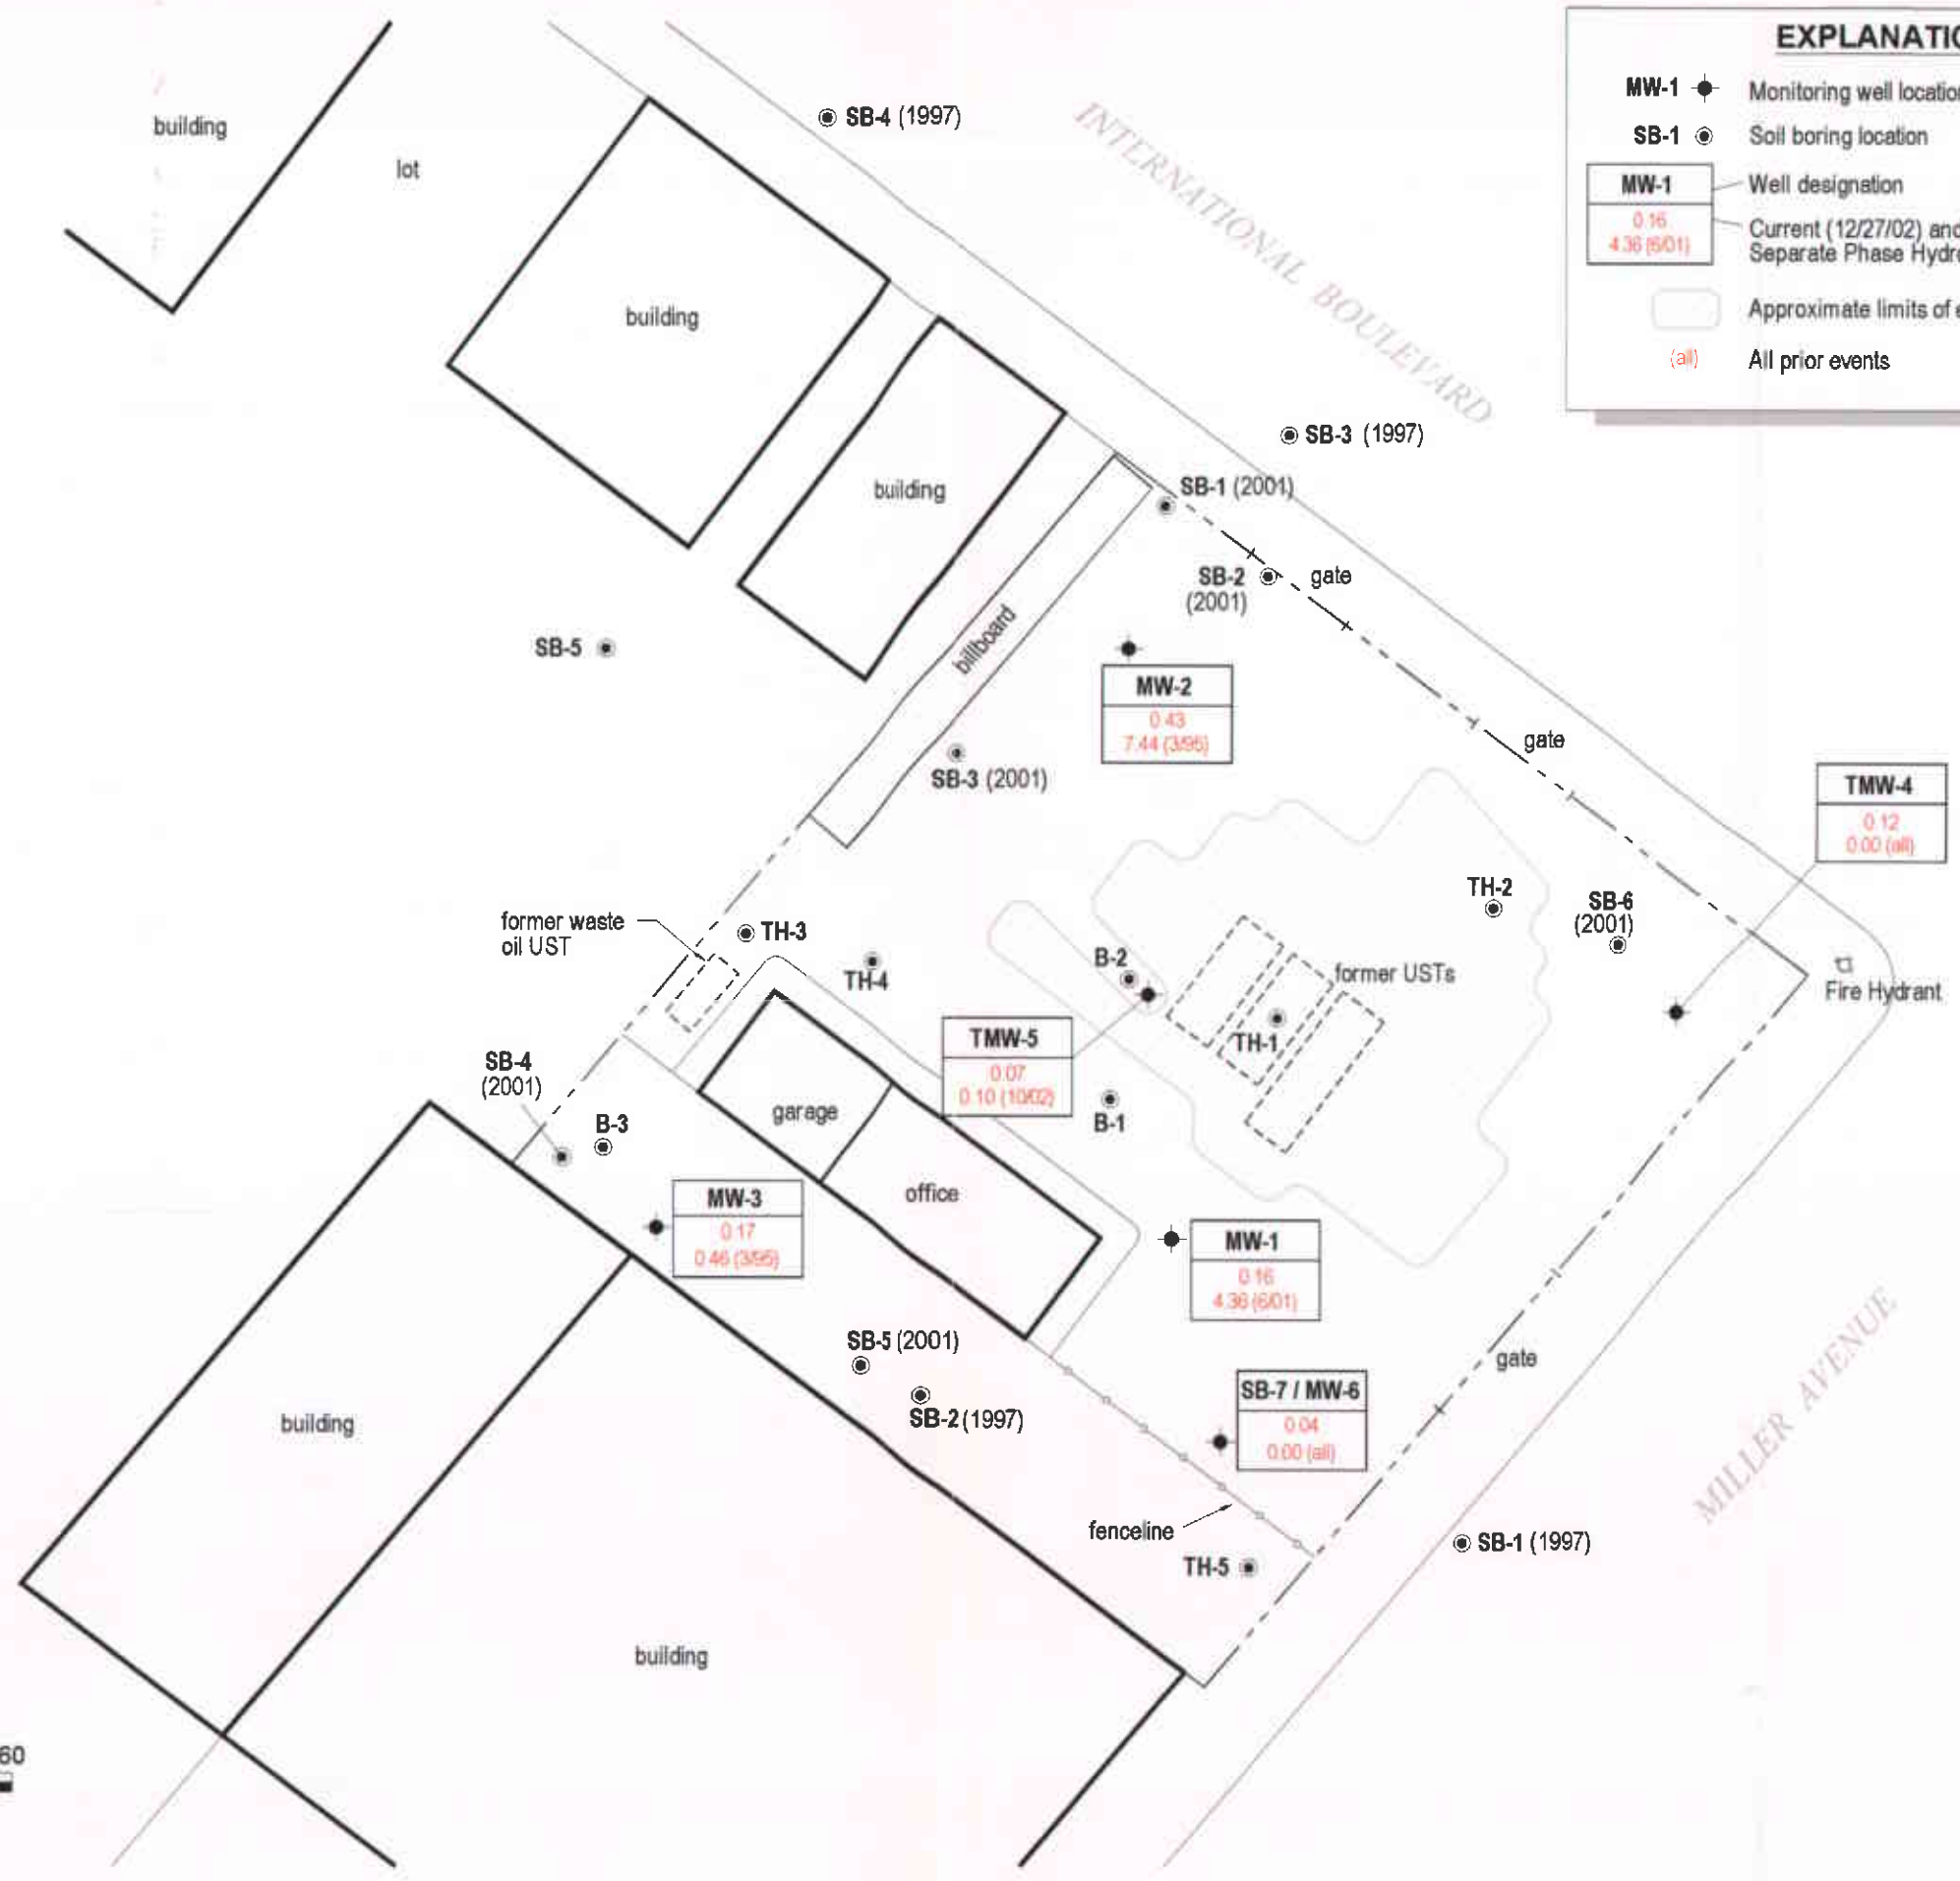 EXPLANATIO
MW-1
Monitoring well location
SB-1
Soil boring location
MW-1
Well designation
0.16
4.36 (6/01)
Current (12/27/02) and
Separate Phase Hydro
Approximate limits of e
(all)
All prior events
building
lot
SB-4 (1997)
INTERNATIONAL BOULEVARD
building
building
SB-3 (1997)
SB-1 (2001)
SB-2
(2001)
gate
SB-5
billboard
MW-2
0.43
7.44 (3/95)
gate
SB-3 (2001)
TMW-4
0.12
0.00 (all)
TH-2
SB-6
(2001)
former waste
oil UST
TH-3
TH-4
B-2
former USTs
Fire Hydrant
TMW-5
0.07
0.10 (10/02)
TH-1
SB-4
(2001)
B-3
garage
B-1
MW-3
0.17
0.46 (3/95)
office
MW-1
0.16
4.36 (6/01)
SB-5 (2001)
SB-2 (1997)
gate
SB-7 / MW-6
0.04
0.00 (all)
MILLER AVENUE
building
fenceline
SB-1 (1997)
TH-5
building
60